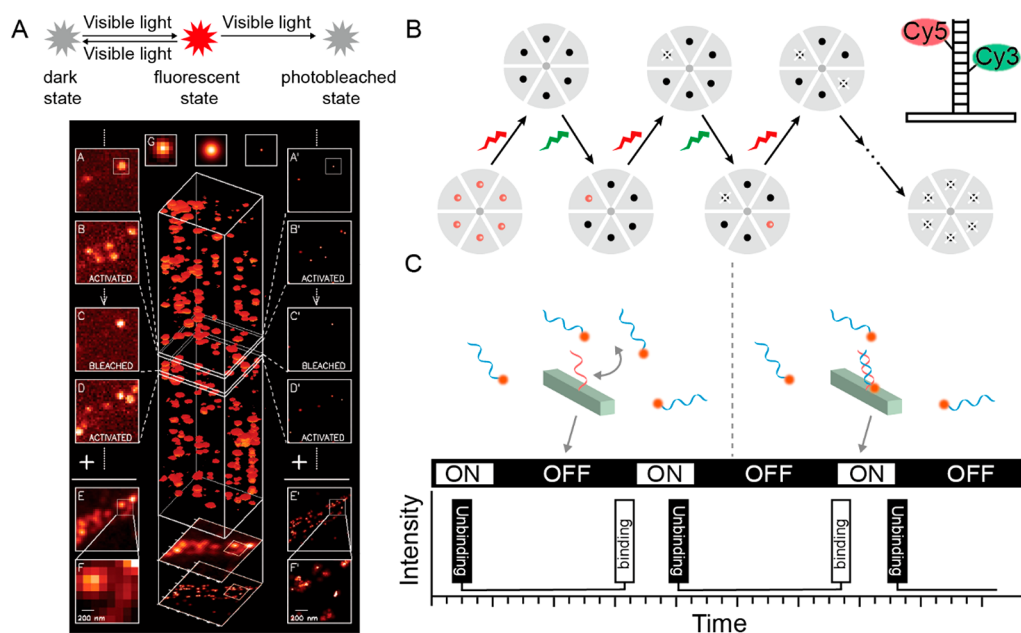 A
Visible light
Visible light
Visible light
dark
state
fluorescent
state
photobleached
state
A
G
A'
B
ACTIVATED
B'
ACTIVATED
C
BLEACHED
C'
BLEACHED
D
ACTIVATED
D'
ACTIVATED
+
+
E
E'
F
200 nm
F'
200 nm
B
Cy5
Cy3
C
ON
OFF
ON
OFF
ON
OFF
Intensity
Unbinding
binding
Unbinding
binding
Unbinding
Time